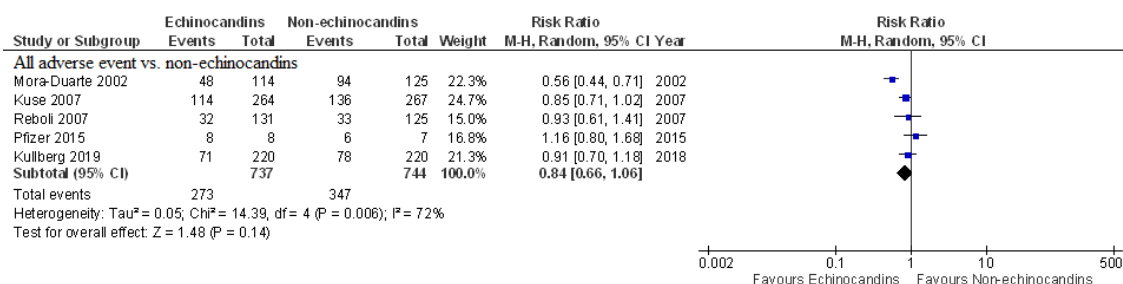 Echinocandins Non-echinocandins Risk Ratio Risk Ratio
Study or Subgroup Events Total Events Total Weight M-H, Random, 95% CI Year M-H, Random, 95% CI
All adverse event vs. non-echinocandins
Mora-Duarte 2002 48 114 94 125 22.3% 0.56 [0.44, 0.71] 2002
Kuse 2007 114 264 136 267 24.7% 0.85 [0.71, 1.02] 2007
Reboli 2007 32 131 33 125 15.0% 0.93 [0.61, 1.41] 2007
Pfizer 2015 8 8 6 7 16.8% 1.16 [0.80, 1.68] 2015
Kullberg 2019 71 220 78 220 21.3% 0.91 [0.70, 1.18] 2018
Subtotal (95% CI) 737 744 100.0% 0.84 [0.66, 1.06]
Total events 273 347
Heterogeneity: Tau² = 0.05; Chi² = 14.39, df = 4 (P = 0.006); I² = 72%
Test for overall effect: Z = 1.48 (P = 0.14)
0.002 0.1 1 10 500
Favours Echinocandins Favours Non-echinocandins